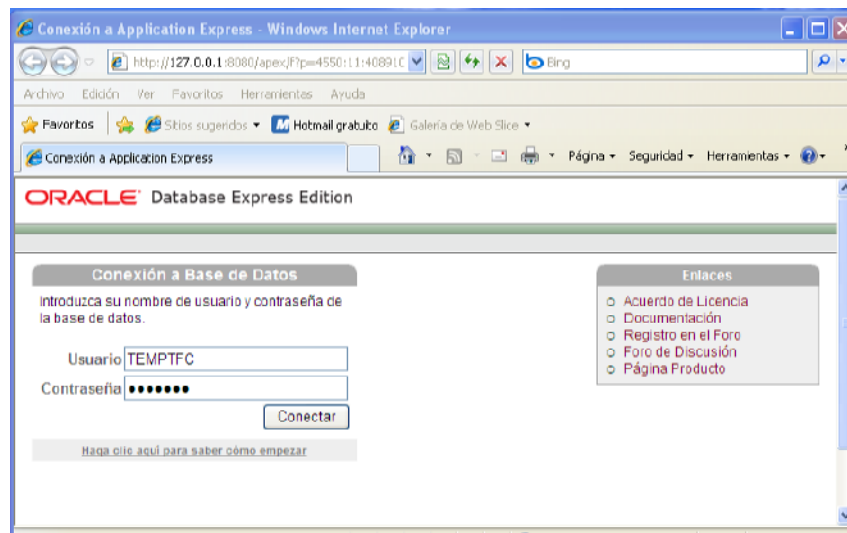 Conexión a Application Express - Windows Internet Explorer
http://127.0.0.1:8080/apex/f?p=4550:11:40891C
Bing
Archivo Edición Ver Favoritos Herramientas Ayuda
Favoritos Sitios sugeridos Hotmail gratuito Galería de Web Slice
Conexión a Application Express
Página Seguridad Herramientas
ORACLE Database Express Edition
Conexión a Base de Datos
Introduzca su nombre de usuario y contraseña de
la base de datos.
Usuario TEMPTFC
Contraseña •••••••
Conectar
Haga clic aquí para saber cómo empezar
Enlaces
Acuerdo de Licencia
Documentación
Registro en el Foro
Foro de Discusión
Página Producto